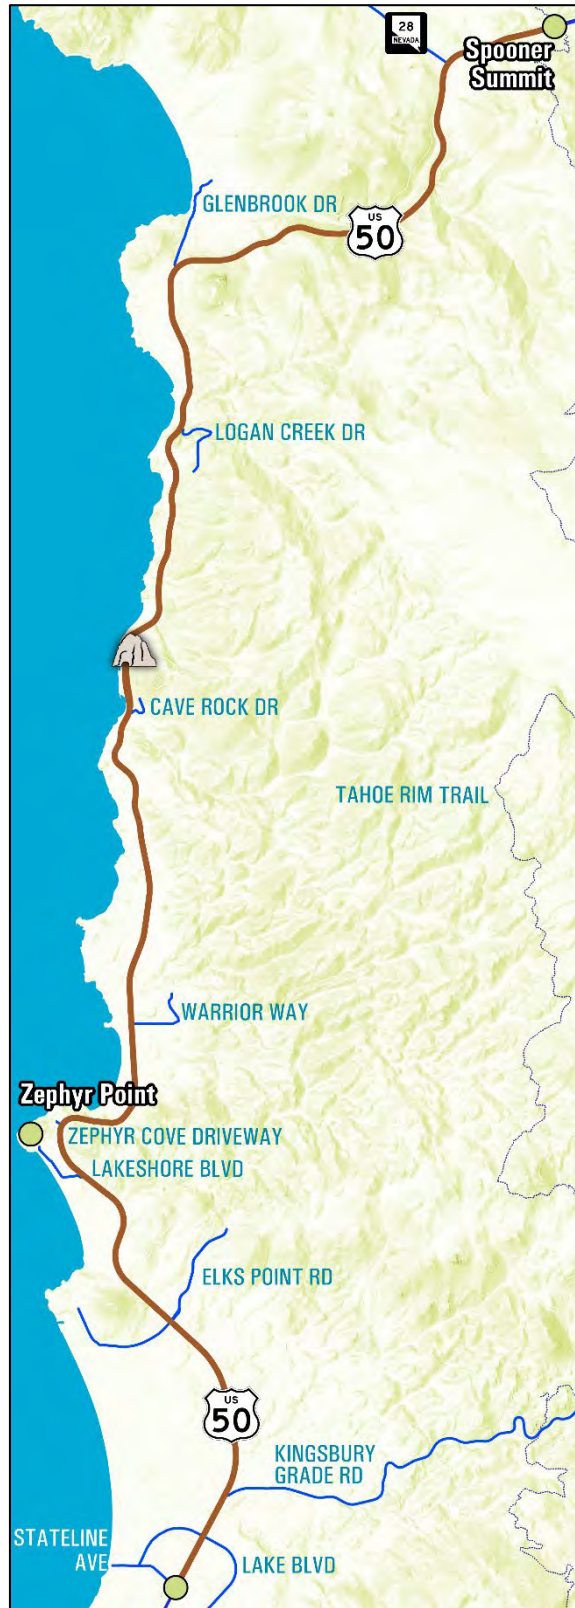 28
NEVADA
Spooner
Summit
GLENBROOK DR
US
50
LOGAN CREEK DR
CAVE ROCK DR
TAHOE RIM TRAIL
WARRIOR WAY
Zephyr Point
ZEPHYR COVE DRIVEWAY
LAKESHORE BLVD
ELKS POINT RD
US
50
KINGSBURY
GRADE RD
STATELINE
AVE
LAKE BLVD